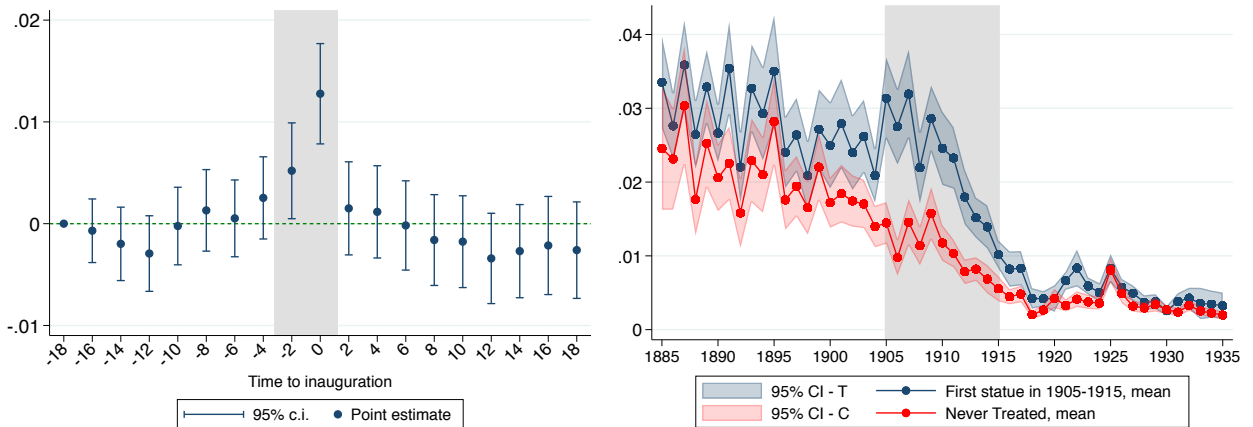 .02
.01
0
-.01
-18 -16 -14 -12 -10 -8 -6 -4 -2 0 2 4 6 8 10 12 14 16 18
Time to inauguration
95% c.i. Point estimate
.04
.03
.02
.01
0
1885 1890 1895 1900 1905 1910 1915 1920 1925 1930 1935
95% CI - T First statue in 1905-1915, mean
95% CI - C Never Treated, mean